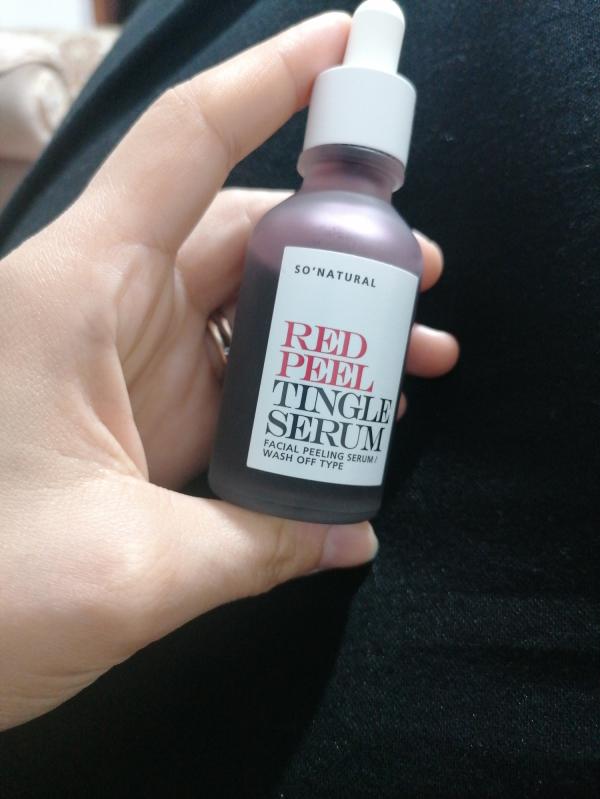 SO'NATURAL
RED
PEEL
TINGLE
SERUM
FACIAL PEELING SERUM /
WASH OFF TYPE